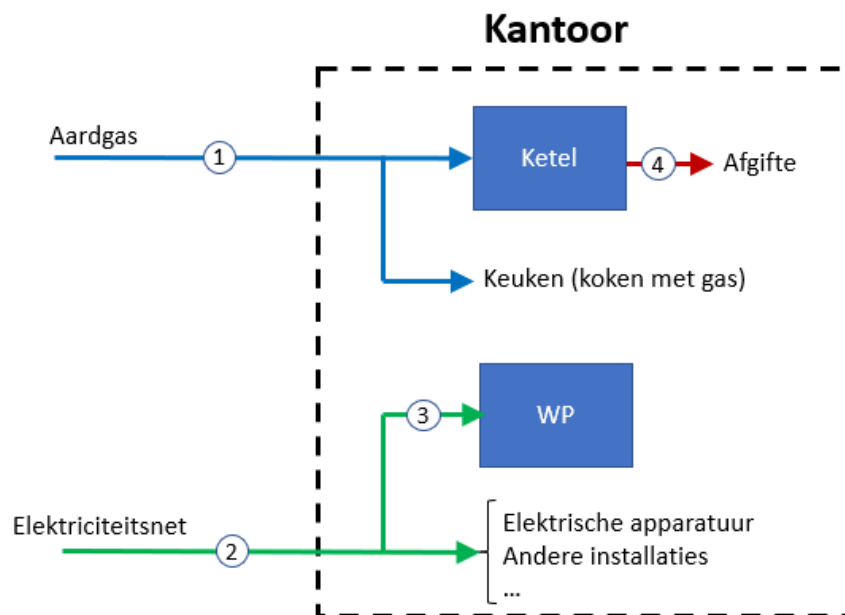 Kantoor
Aardgas
1
Ketel
4
Afgifte
Keuken (koken met gas)
3
WP
Elektriciteitsnet
2
Elektrische apparatuur
Andere installaties
...